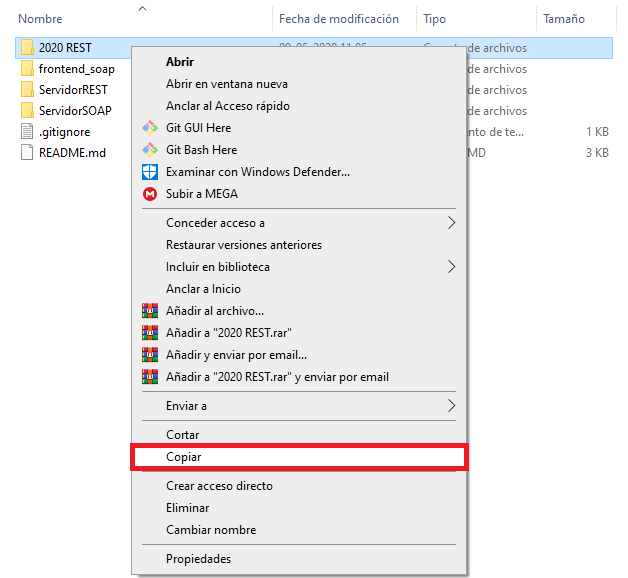 Nombre Fecha de modificación Tipo Tamaño
2020 REST
frontend_soap de archivos
ServidorREST de archivos
ServidorSOAP de archivos
.gitignore nto de te... 1 KB
README.md MD 3 KB
Abrir
Abrir en ventana nueva
Anclar al Acceso rápido
Git GUI Here
Git Bash Here
Examinar con Windows Defender...
Subir a MEGA
Conceder acceso a
Restaurar versiones anteriores
Incluir en biblioteca
Anclar a Inicio
Añadir al archivo...
Añadir a "2020 REST.rar"
Añadir y enviar por email...
Añadir a "2020 REST.rar" y enviar por email
Enviar a
Cortar
Copiar
Crear acceso directo
Eliminar
Cambiar nombre
Propiedades